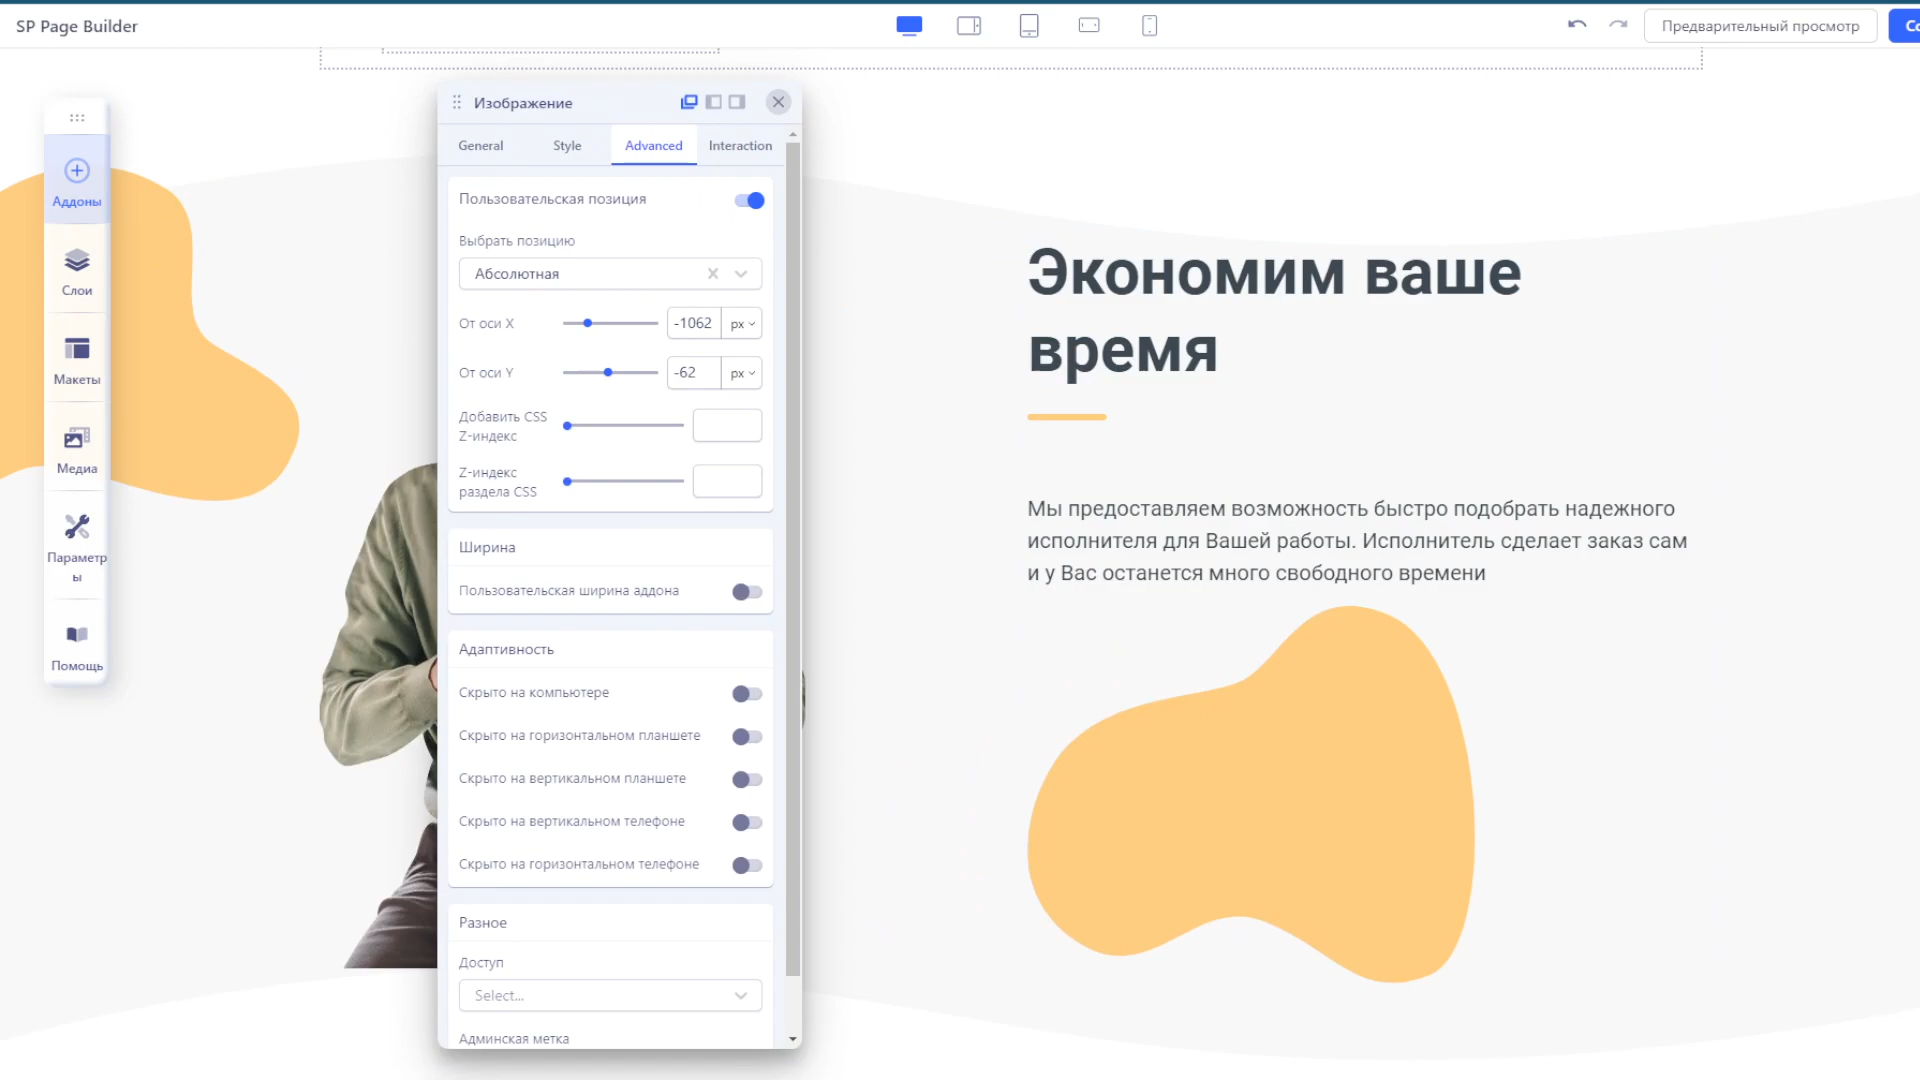 SP Page Builder
Предварительный просмотр
Аддоны
Слои
Макеты
Медиа
Параметр
ы
Помощь
Изображение
General
Style
Advanced
Interaction
Пользовательская позиция
Выбрать позицию
Абсолютная
От оси X
-1062
px
От оси Y
-62
px
Добавить CSS
Z-индекс
Z-индекс
раздела CSS
Ширина
Пользовательская ширина аддона
Адаптивность
Скрыто на компьютере
Скрыто на горизонтальном планшете
Скрыто на вертикальном планшете
Скрыто на вертикальном телефоне
Скрыто на горизонтальном телефоне
Разное
Доступ
Select...
Админская метка
Экономим ваше
время
Мы предоставляем возможность быстро подобрать надежного
исполнителя для Вашей работы. Исполнитель сделает заказ сам
и у Вас останется много свободного времени